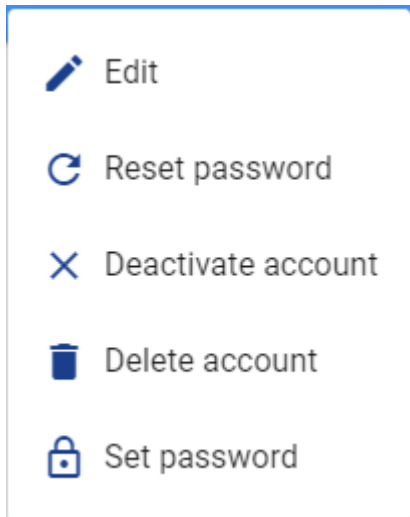 Edit
Reset password
Deactivate account
Delete account
Set password